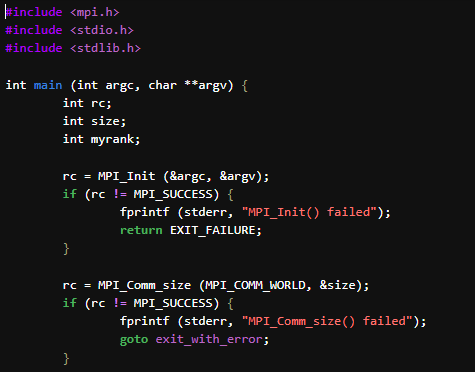 #include <mpi.h>
#include <stdio.h>
#include <stdlib.h>

int main (int argc, char **argv) {
        int rc;
        int size;
        int myrank;

        rc = MPI_Init (&argc, &argv);
        if (rc != MPI_SUCCESS) {
                fprintf (stderr, "MPI_Init() failed");
                return EXIT_FAILURE;
        }

        rc = MPI_Comm_size (MPI_COMM_WORLD, &size);
        if (rc != MPI_SUCCESS) {
                fprintf (stderr, "MPI_Comm_size() failed");
                goto exit_with_error;
        }